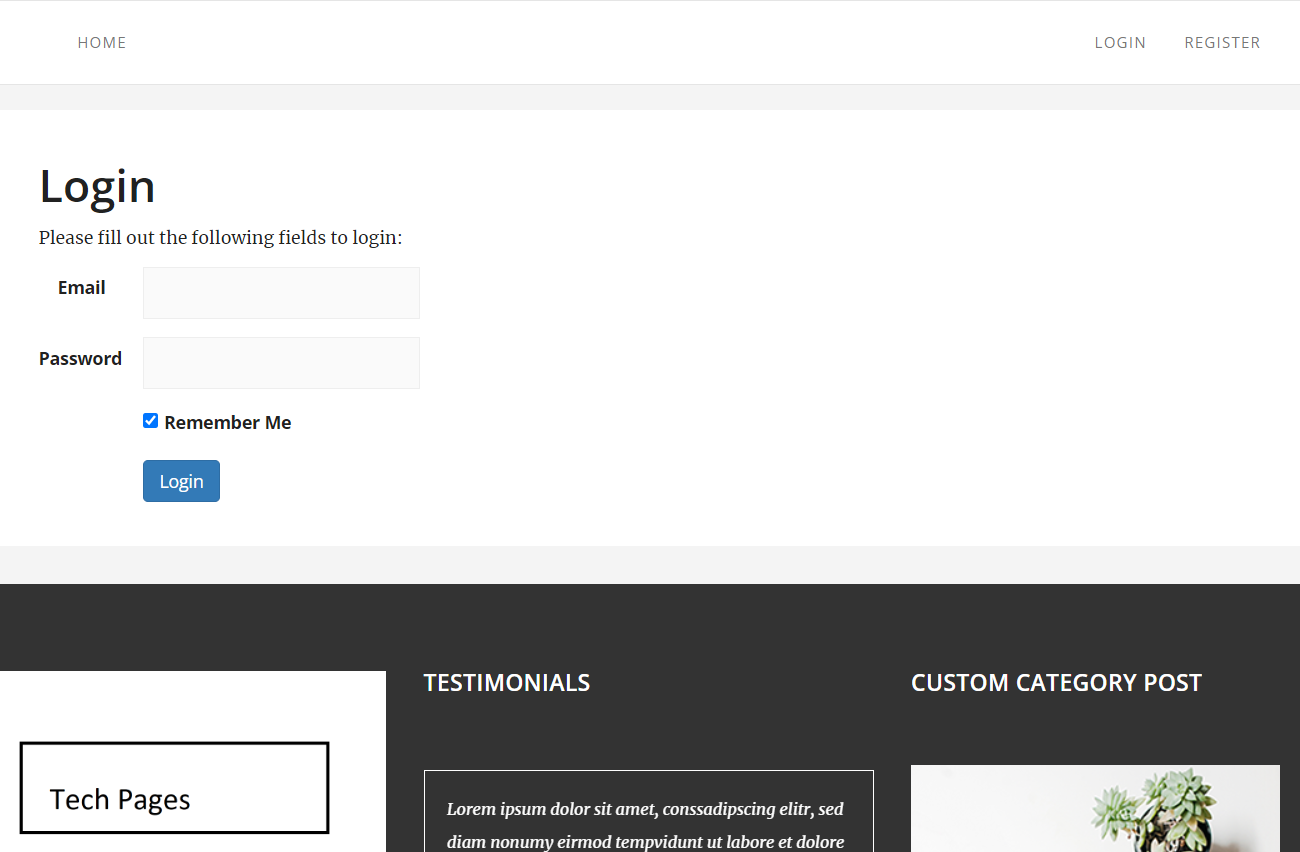 HOME
LOGIN
REGISTER
Login
Please fill out the following fields to login:
Email
Password
Remember Me
Login
Tech Pages
TESTIMONIALS
Lorem ipsum dolor sit amet, conssadipscing elitr, sed
diam nonumy eirmod tempvidunt ut labore et dolore
CUSTOM CATEGORY POST